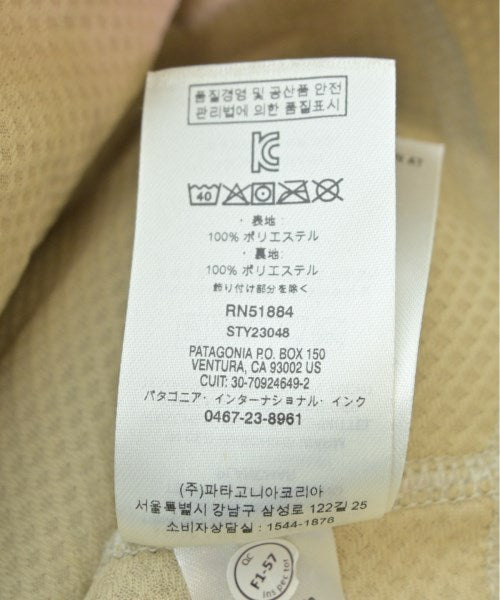 품질경영 및 공산품 안전
관리법에 의한 품질표시
40
・表地:
100% ポリエステル
・裏地:
100% ポリエステル
飾り付け部分を除く
RN51884
STY23048
PATAGONIA P.O. BOX 150
VENTURA, CA 93002 US
CUIT: 30-70924649-2
パタゴニア・インターナショナル・インク
0467-23-8961
(주)파타고니아코리아
서울특별시 강남구 삼성로 122길 25
소비자상담실 : 1544-1876
QC
F1-57
Inspector
N AT